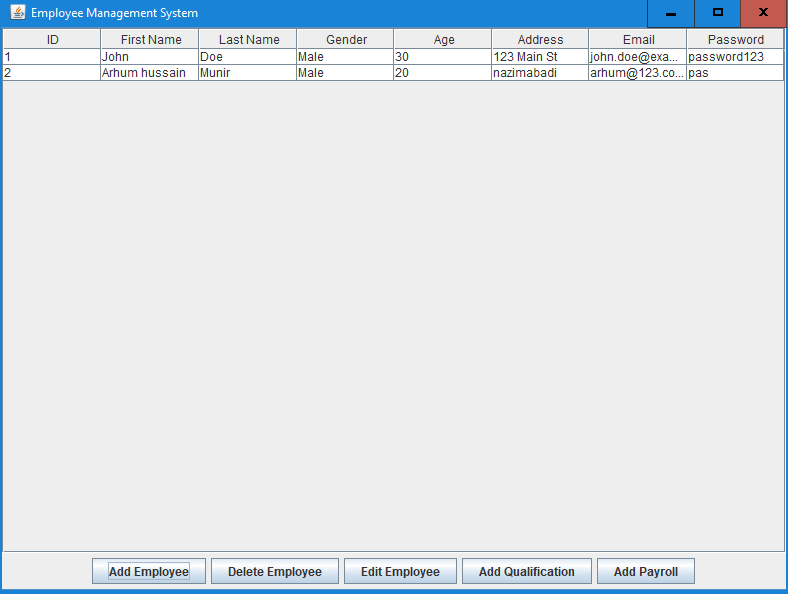 Employee Management System
ID First Name Last Name Gender Age Address Email Password
1 John Doe Male 30 123 Main St john.doe@exa... password123
2 Arhum hussain Munir Male 20 nazimabadi arhum@123.co... pas
Add Employee Delete Employee Edit Employee Add Qualification Add Payroll